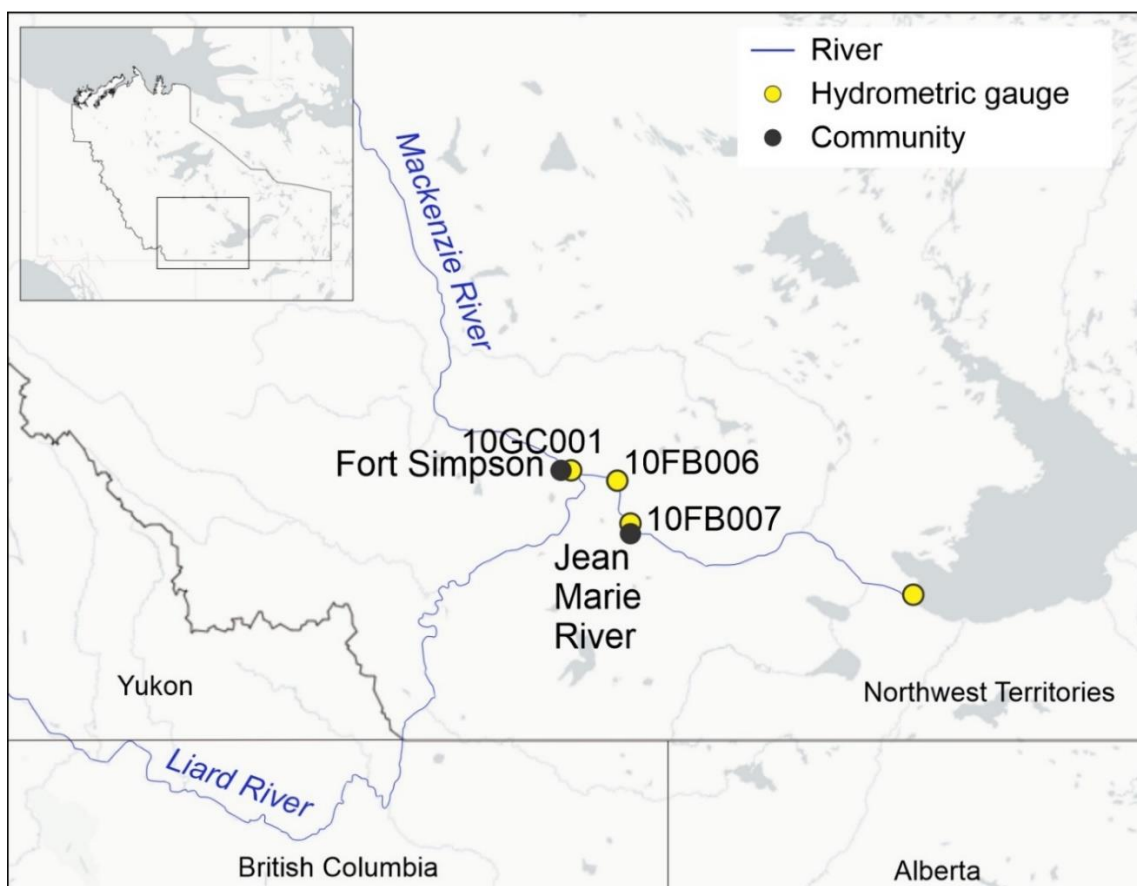 River
Hydrometric gauge
Community
Mackenzie River
10GC001
Fort Simpson
10FB006
10FB007
Jean
Marie
River
Yukon
Northwest Territories
Liard River
British Columbia
Alberta